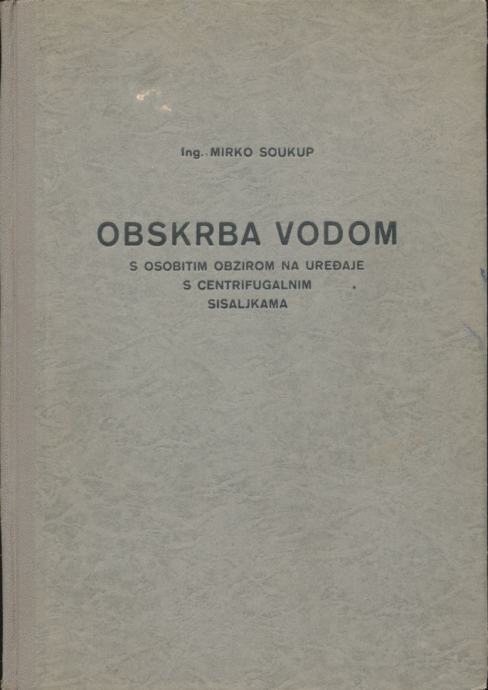 Ing. MIRKO SOUKUP
OBSKRBA VODOM
S OSOBITIM OBZIROM NA UREĐAJE
S CENTRIFUGALNIM
SISALJKAMA